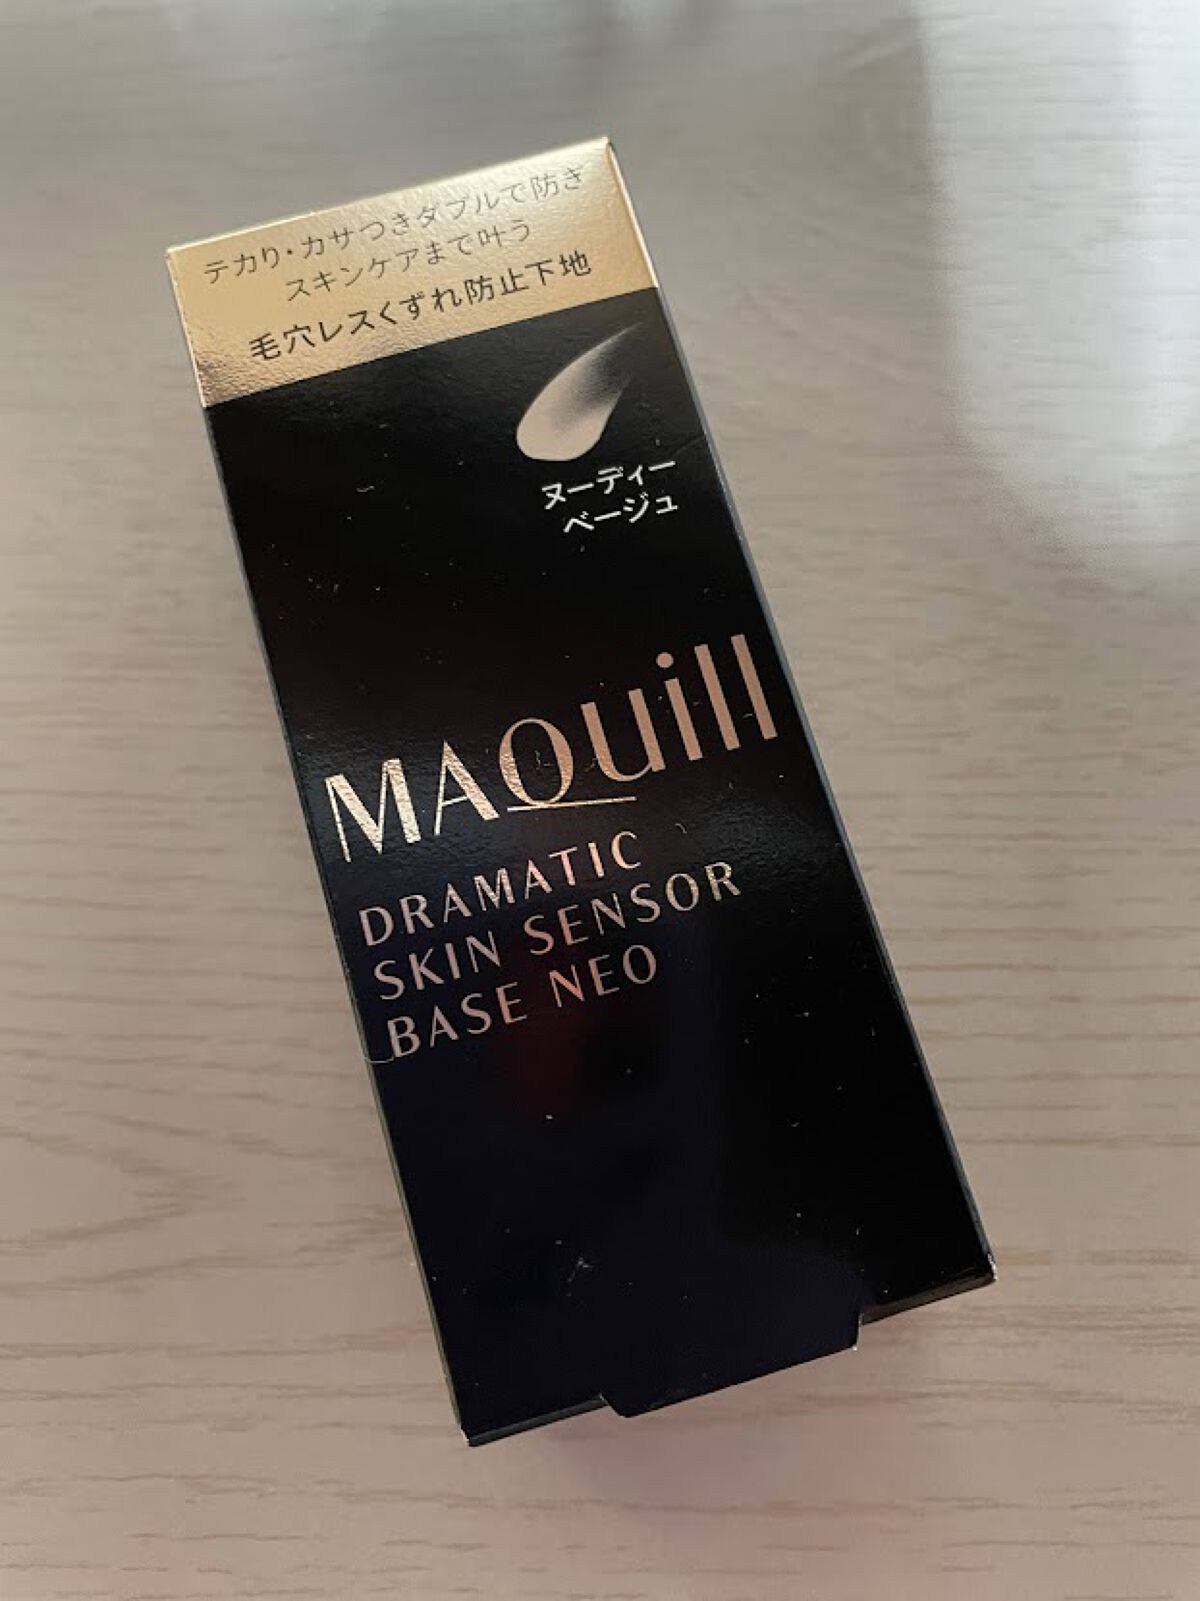 テカり・カサつきダブルで防ぎ
スキンケアまで叶う
毛穴レスくずれ防止下地
ヌーディー
ベージュ
MAQuill
DRAMATIC
SKIN SENSOR
BASE NEO